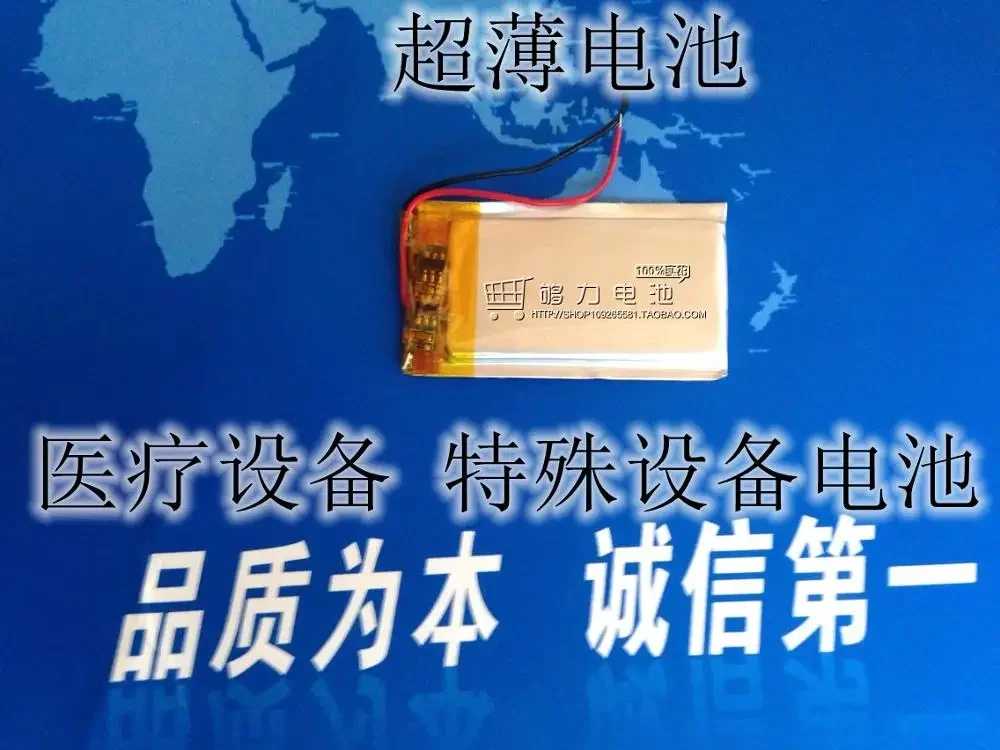 超薄电池
100%实拍
够力电池
HTTP://SHOP109265581.TAOBAO.COM
医疗设备 特殊设备电池
品质为本 诚信第一